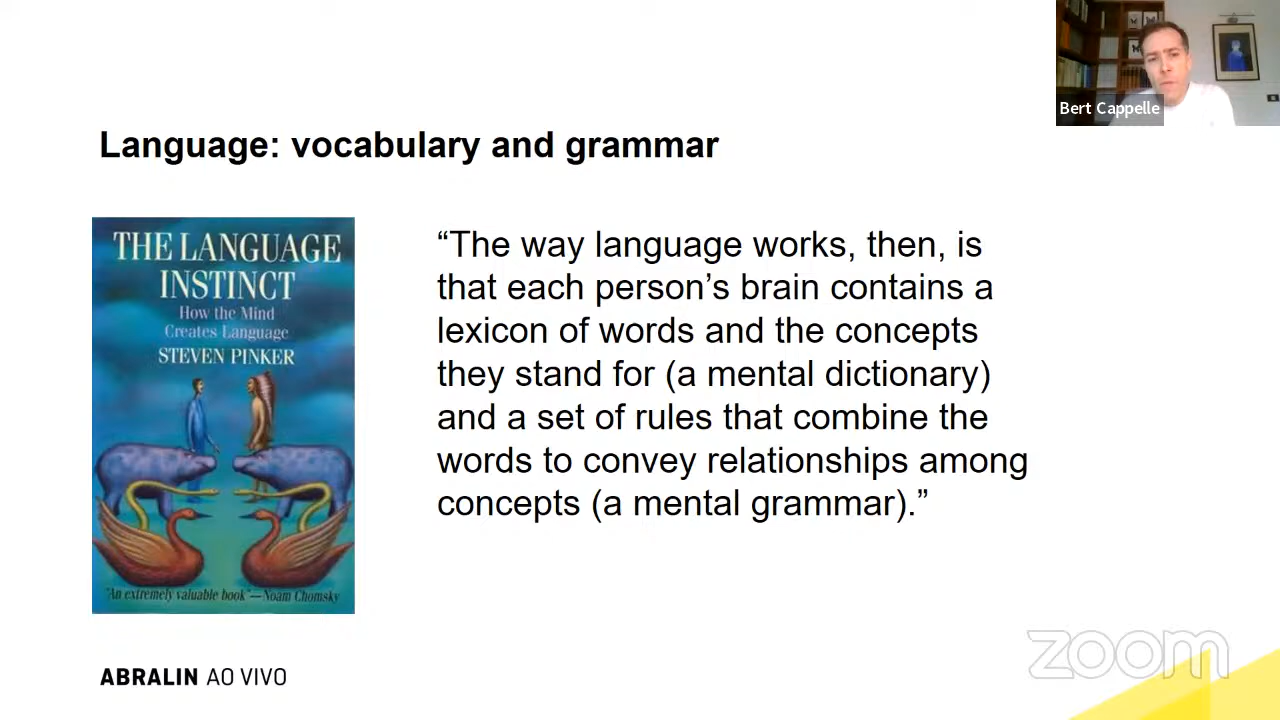 Bert Cappelle
Language: vocabulary and grammar
THE LANGUAGE
INSTINCT
How the Mind
Creates Language
STEVEN PINKER
"An extremely valuable book"—Noam Chomsky
“The way language works, then, is
that each person’s brain contains a
lexicon of words and the concepts
they stand for (a mental dictionary)
and a set of rules that combine the
words to convey relationships among
concepts (a mental grammar).”
ABRALIN AO VIVO
zoom